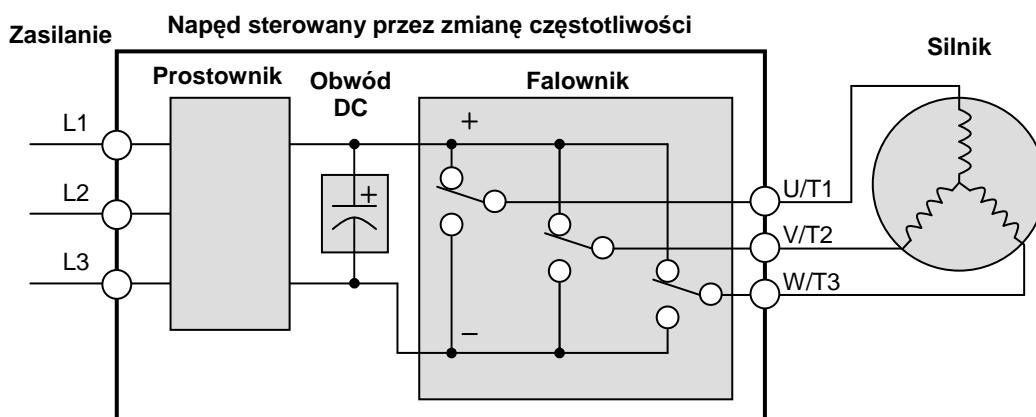 Napęd sterowany przez zmianę częstotliwości
Zasilanie
Silnik
Prostownik
Obwód
DC
Falownik
L1
L2
L3
+
+
–
U/T1
V/T2
W/T3